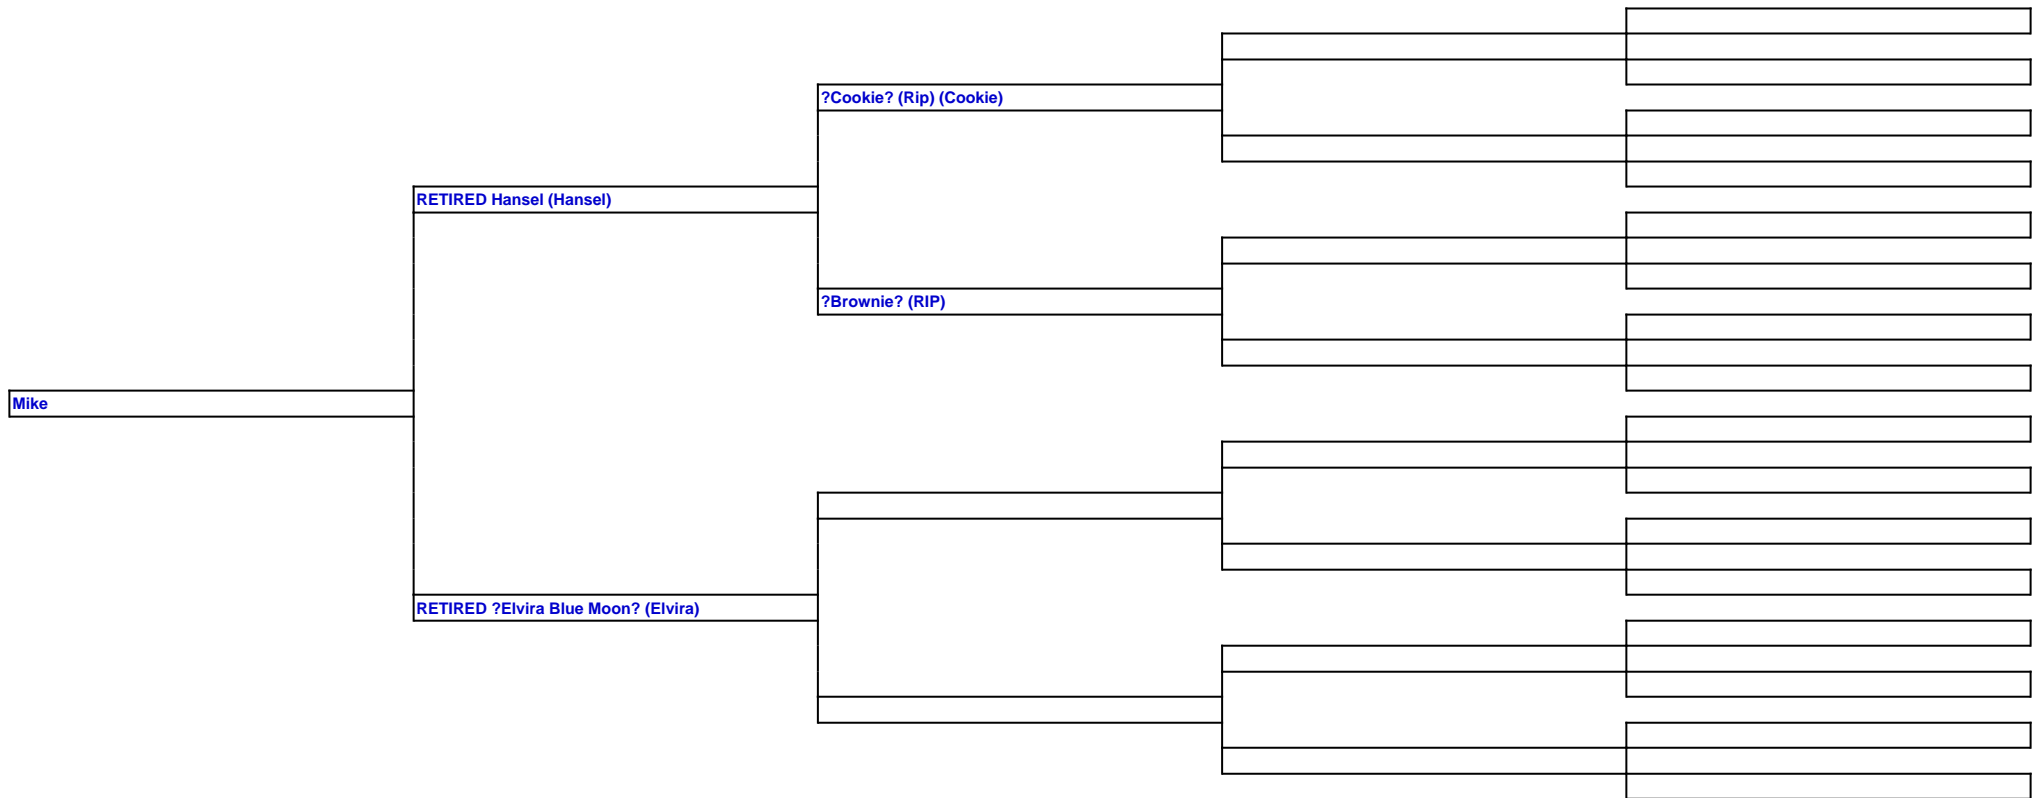 ?Cookie? (Rip) (Cookie)
RETIRED Hansel (Hansel)
?Brownie? (RIP)
Mike
RETIRED ?Elvira Blue Moon? (Elvira)